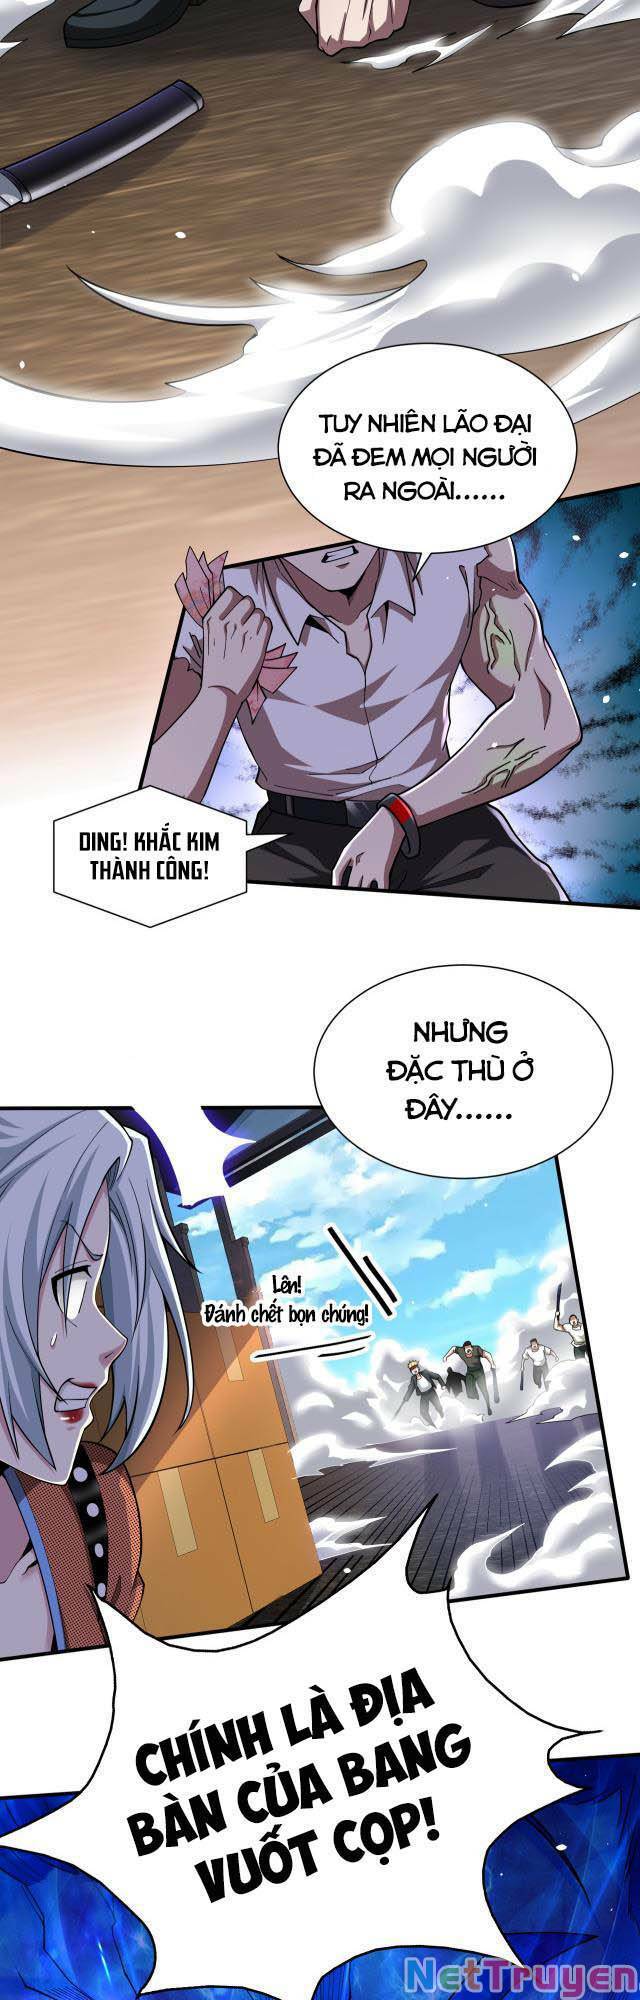 TUY NHIÊN LÃO ĐẠI
ĐÃ ĐEM MỌI NGƯỜI
RA NGOÀI......
DING! KHẮC KIM
THÀNH CÔNG!
NHƯNG
ĐẶC THÙ Ở
ĐÂY......
Lên!
Đánh chết bọn chúng!
CHÍNH LÀ ĐỊA
BÀN CỦA BANG
VUỐT CỌP!
NetTruyen